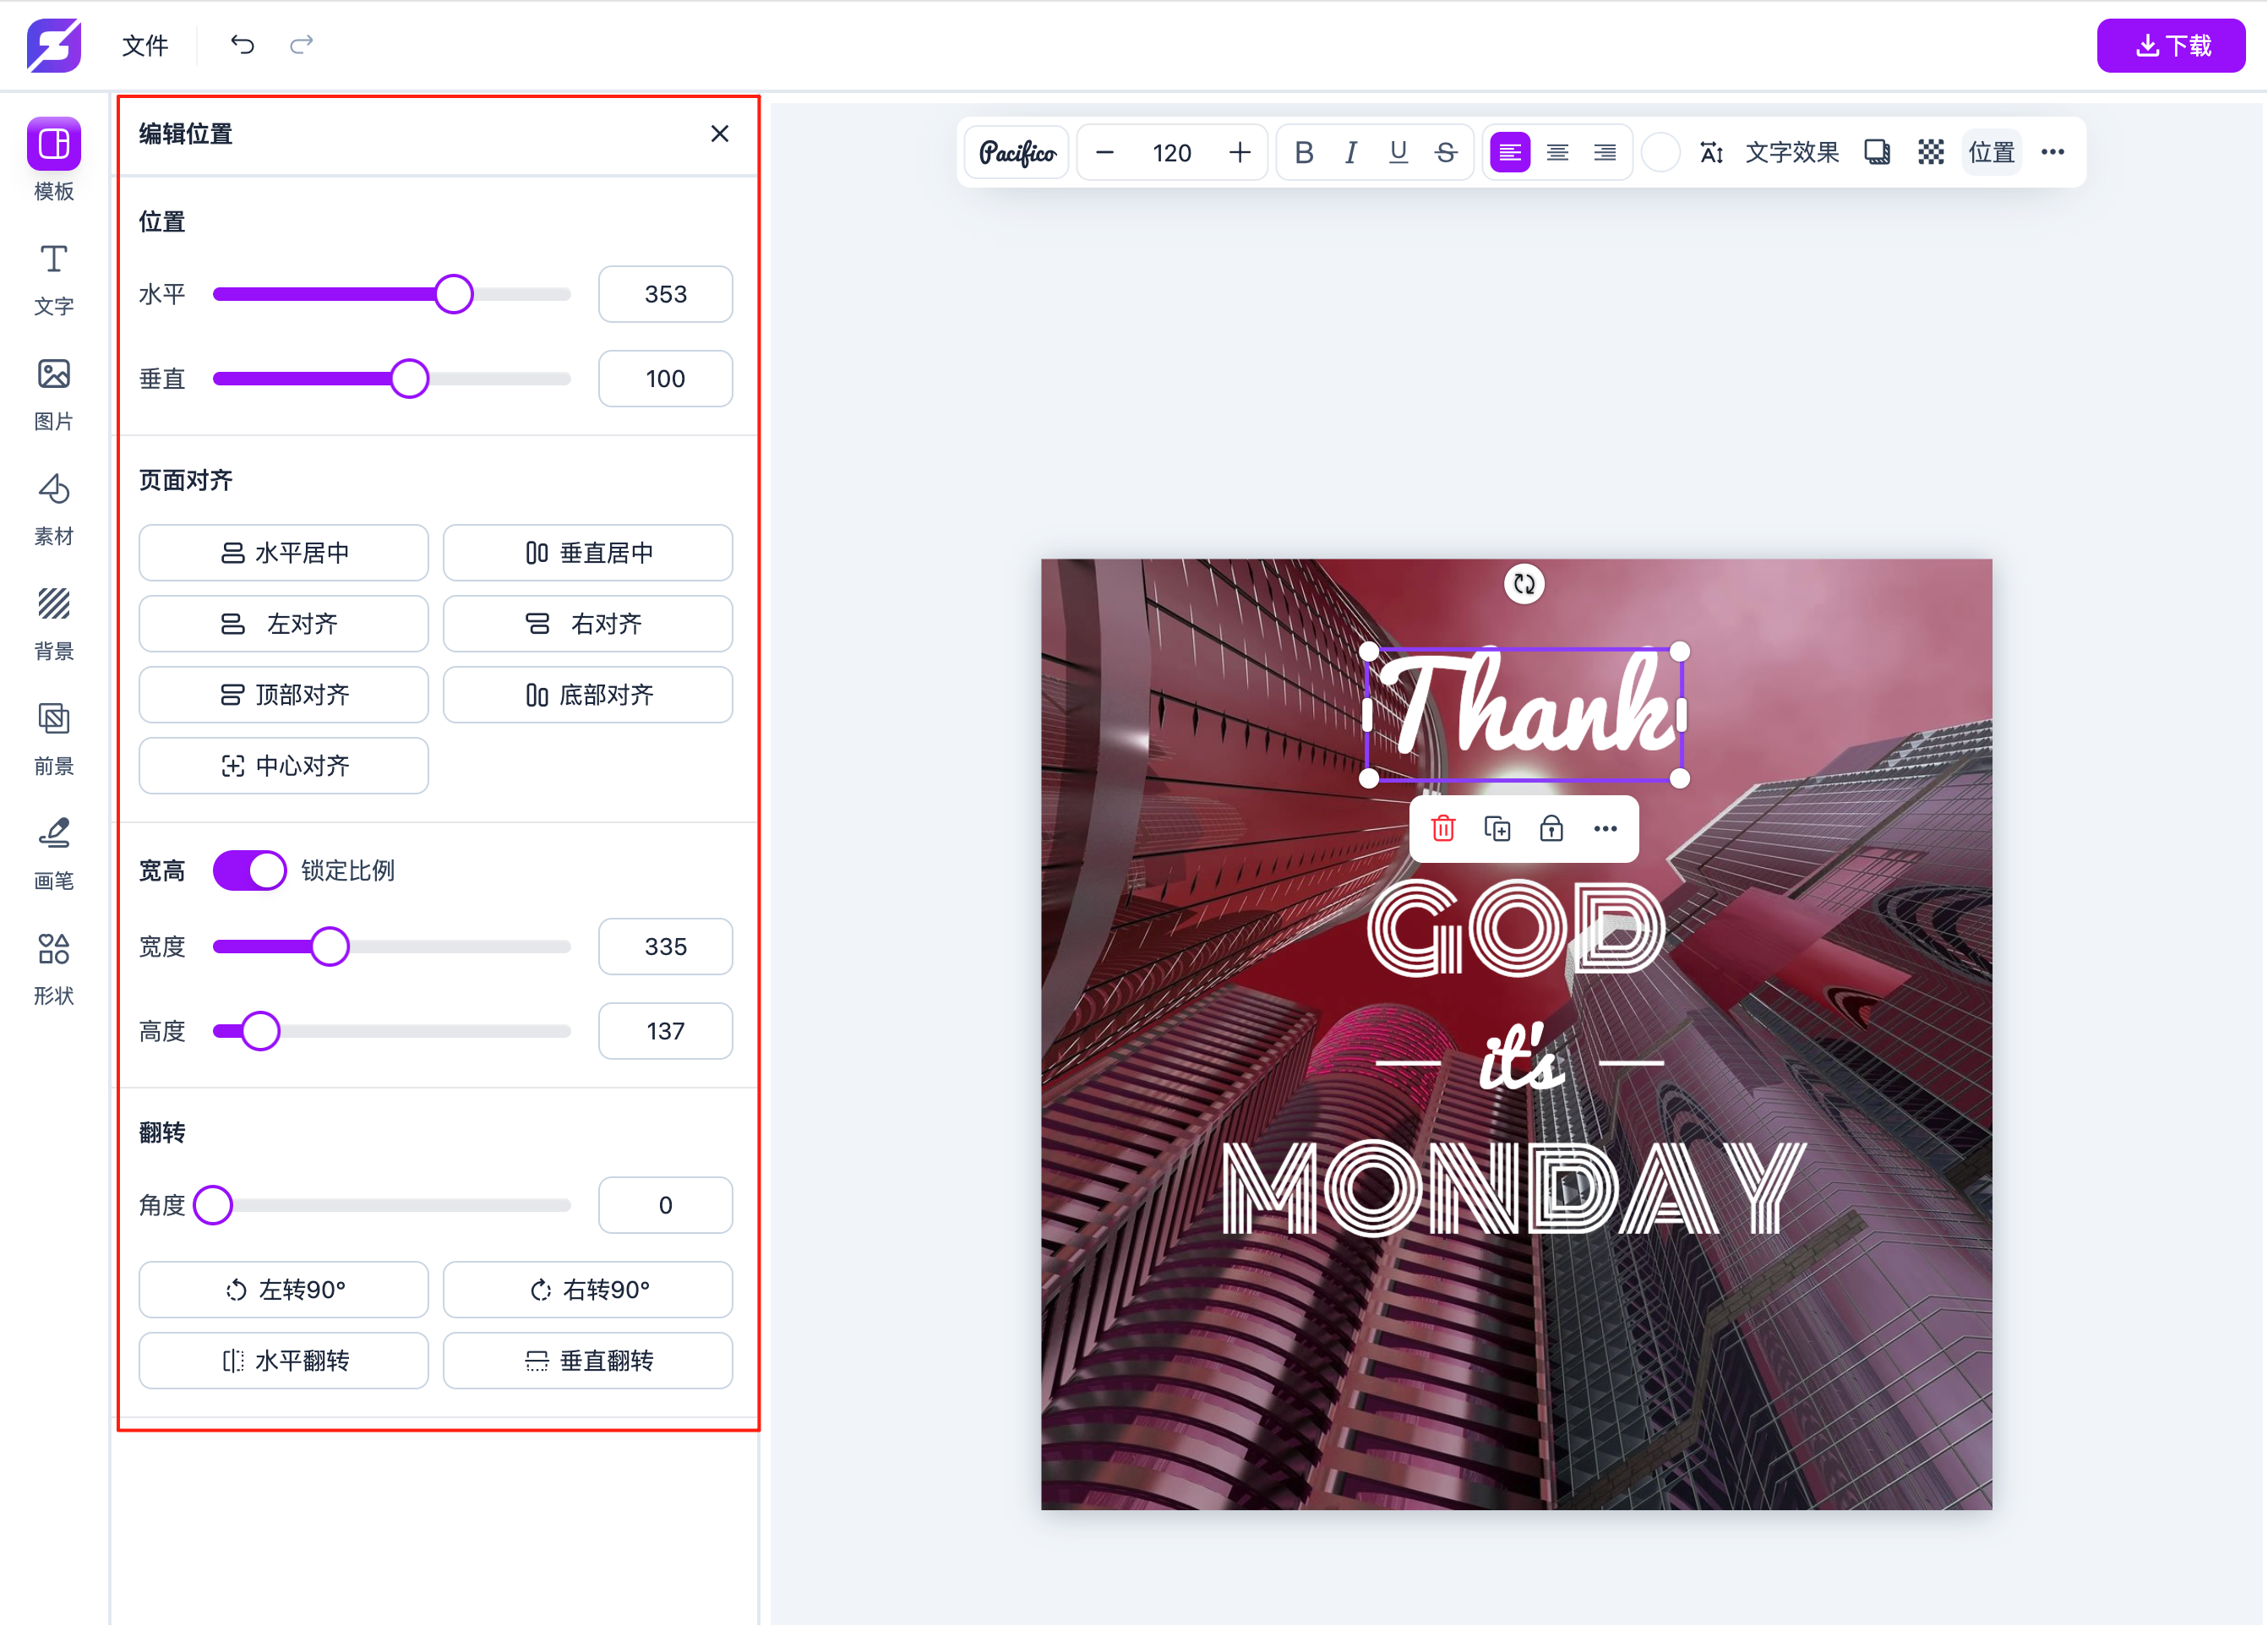 文件
下载
模板
文字
图片
素材
背景
前景
画笔
形状
编辑位置
位置
水平 353
垂直 100
页面对齐
水平居中 垂直居中
左对齐 右对齐
顶部对齐 底部对齐
中心对齐
宽高 锁定比例
宽度 335
高度 137
翻转
角度 0
左转90° 右转90°
水平翻转 垂直翻转
Pacifico 120 B I U S 文字效果 位置
Thank
GOD
it's
MONDAY